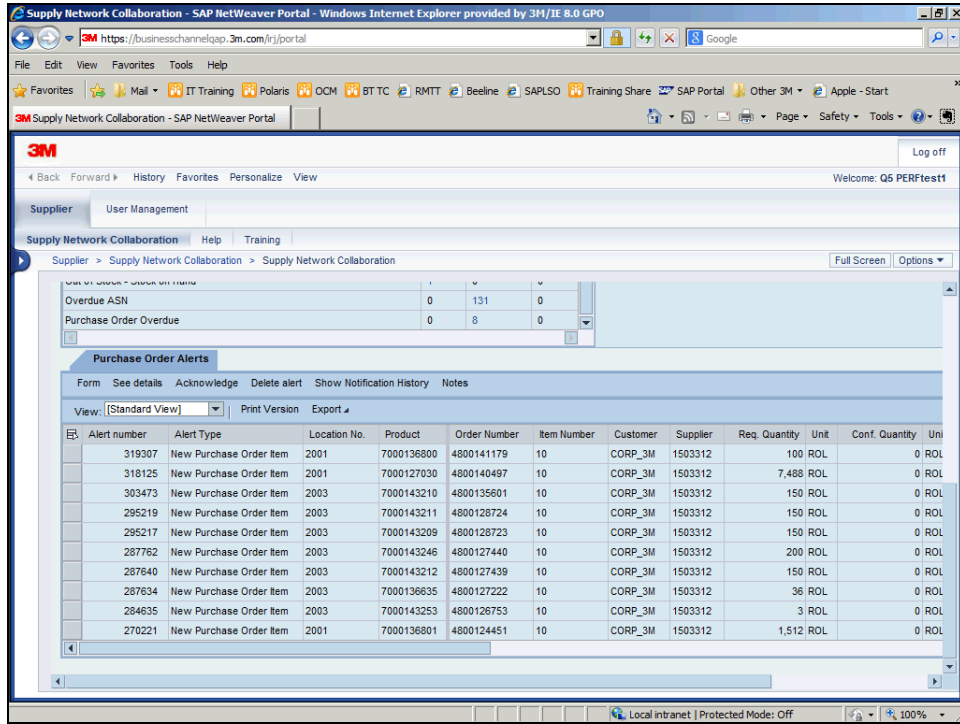 Supply Network Collaboration - SAP NetWeaver Portal - Windows Internet Explorer provided by 3M/IE 8.0 GPO
3M https://businesschannelqap.3m.com/irj/portal Google
File Edit View Favorites Tools Help
Favorites Mail IT Training Polaris OCM BT TC RMTT Beeline SAPLSO Training Share SAP Portal Other 3M Apple - Start
3M Supply Network Collaboration - SAP NetWeaver Portal Page Safety Tools
3M Log off
Back Forward History Favorites Personalize View Welcome: Q5 PERFtest1
Supplier User Management
Supply Network Collaboration Help Training
Supplier > Supply Network Collaboration > Supply Network Collaboration Full Screen Options
Out of Stock - Stock on Hand 1 0 0
Overdue ASN 0 131 0
Purchase Order Overdue 0 8 0
Purchase Order Alerts
Form See details Acknowledge Delete alert Show Notification History Notes
View: [Standard View] Print Version Export
Alert number Alert Type Location No. Product Order Number Item Number Customer Supplier Req. Quantity Unit Conf. Quantity Uni
319307 New Purchase Order Item 2001 7000136800 4800141179 10 CORP_3M 1503312 100 ROL 0 ROL
318125 New Purchase Order Item 2001 7000127030 4800140497 10 CORP_3M 1503312 7,488 ROL 0 ROL
303473 New Purchase Order Item 2003 7000143210 4800135601 10 CORP_3M 1503312 150 ROL 0 ROL
295219 New Purchase Order Item 2003 7000143211 4800128724 10 CORP_3M 1503312 150 ROL 0 ROL
295217 New Purchase Order Item 2003 7000143209 4800128723 10 CORP_3M 1503312 150 ROL 0 ROL
287762 New Purchase Order Item 2003 7000143246 4800127440 10 CORP_3M 1503312 200 ROL 0 ROL
287640 New Purchase Order Item 2003 7000143212 4800127439 10 CORP_3M 1503312 150 ROL 0 ROL
287634 New Purchase Order Item 2003 7000136635 4800127222 10 CORP_3M 1503312 36 ROL 0 ROL
284635 New Purchase Order Item 2003 7000143253 4800126753 10 CORP_3M 1503312 3 ROL 0 ROL
270221 New Purchase Order Item 2001 7000136801 4800124451 10 CORP_3M 1503312 1,512 ROL 0 ROL
Local intranet | Protected Mode: Off 100%